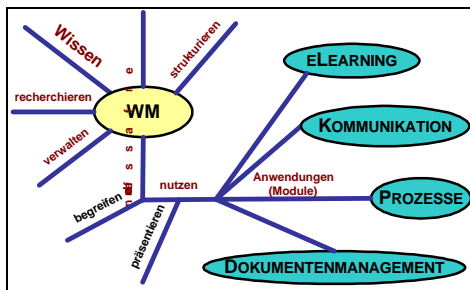 Wissen
strukturieren
eLEARNING
recherchieren
WM
KOMMUNIKATION
verwalten
nutzen
Anwendungen
(Module)
PROZESSE
begreifen
präsentieren
DOKUMENTENMANAGEMENT